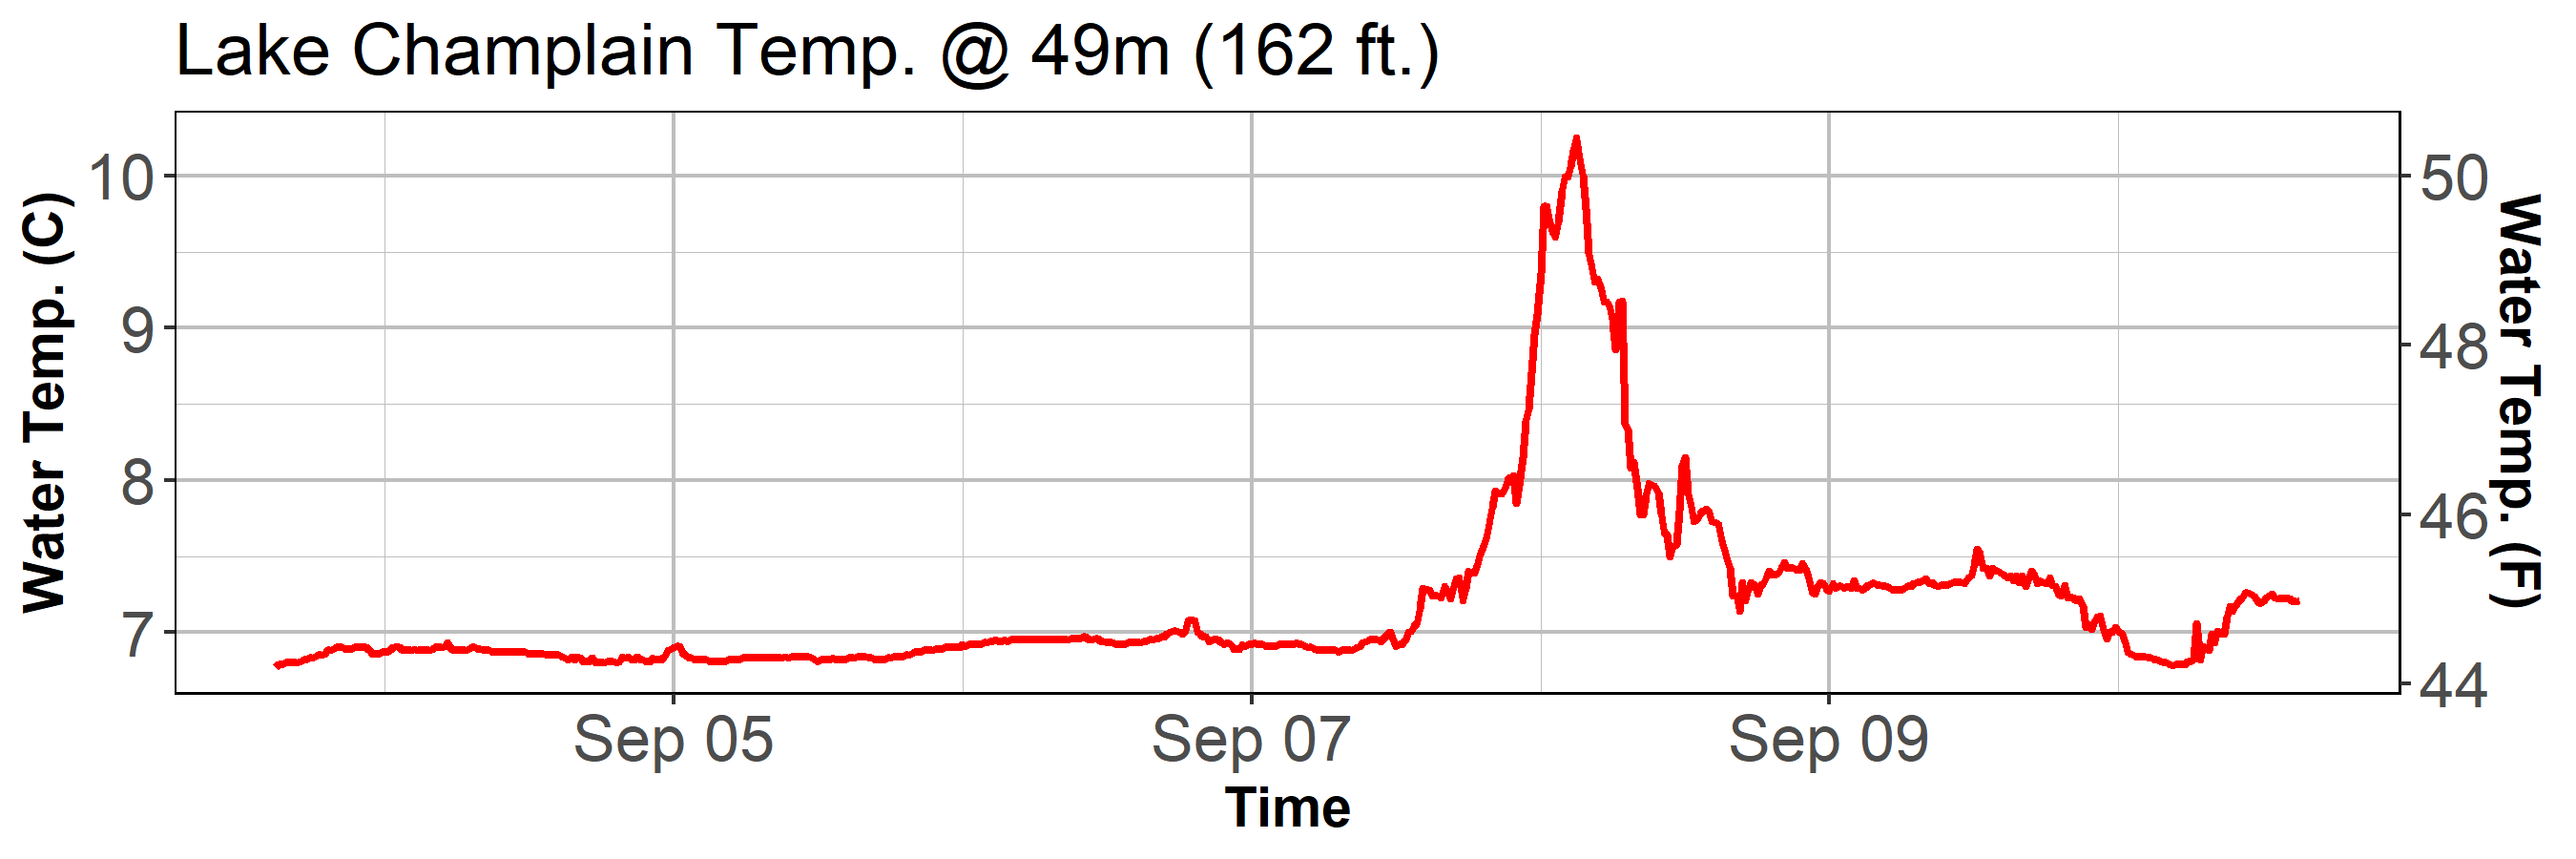 Lake Champlain Temp. @ 49m (162 ft.)
Water Temp. (C)
10
9
8
7
50
48
46
44
Water Temp. (F)
Sep 05 Sep 07 Sep 09
Time